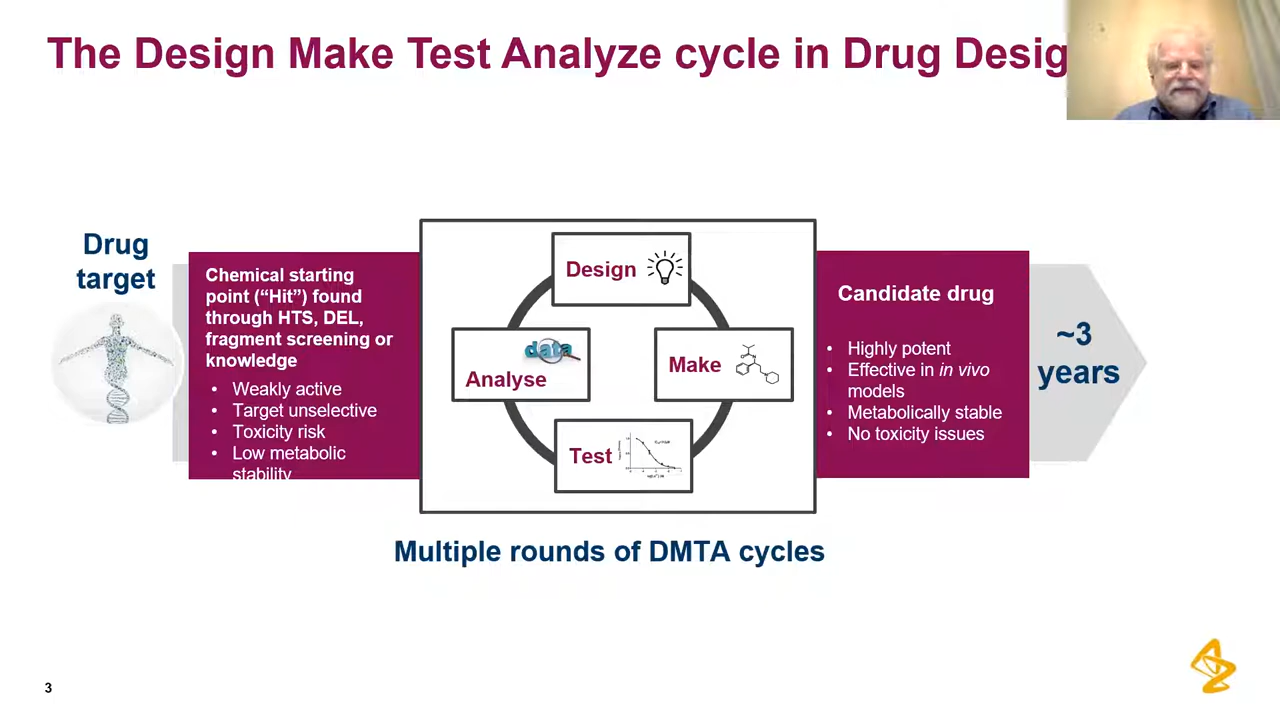 The Design Make Test Analyze cycle in Drug Desig
Drug
target
Chemical starting
point (“Hit”) found
through HTS, DEL,
fragment screening or
knowledge
• Weakly active
• Target unselective
• Toxicity risk
• Low metabolic
stability
Design
data
Analyse
Make
Test
Multiple rounds of DMTA cycles
Candidate drug
• Highly potent
• Effective in in vivo
models
• Metabolically stable
• No toxicity issues
~3
years
3